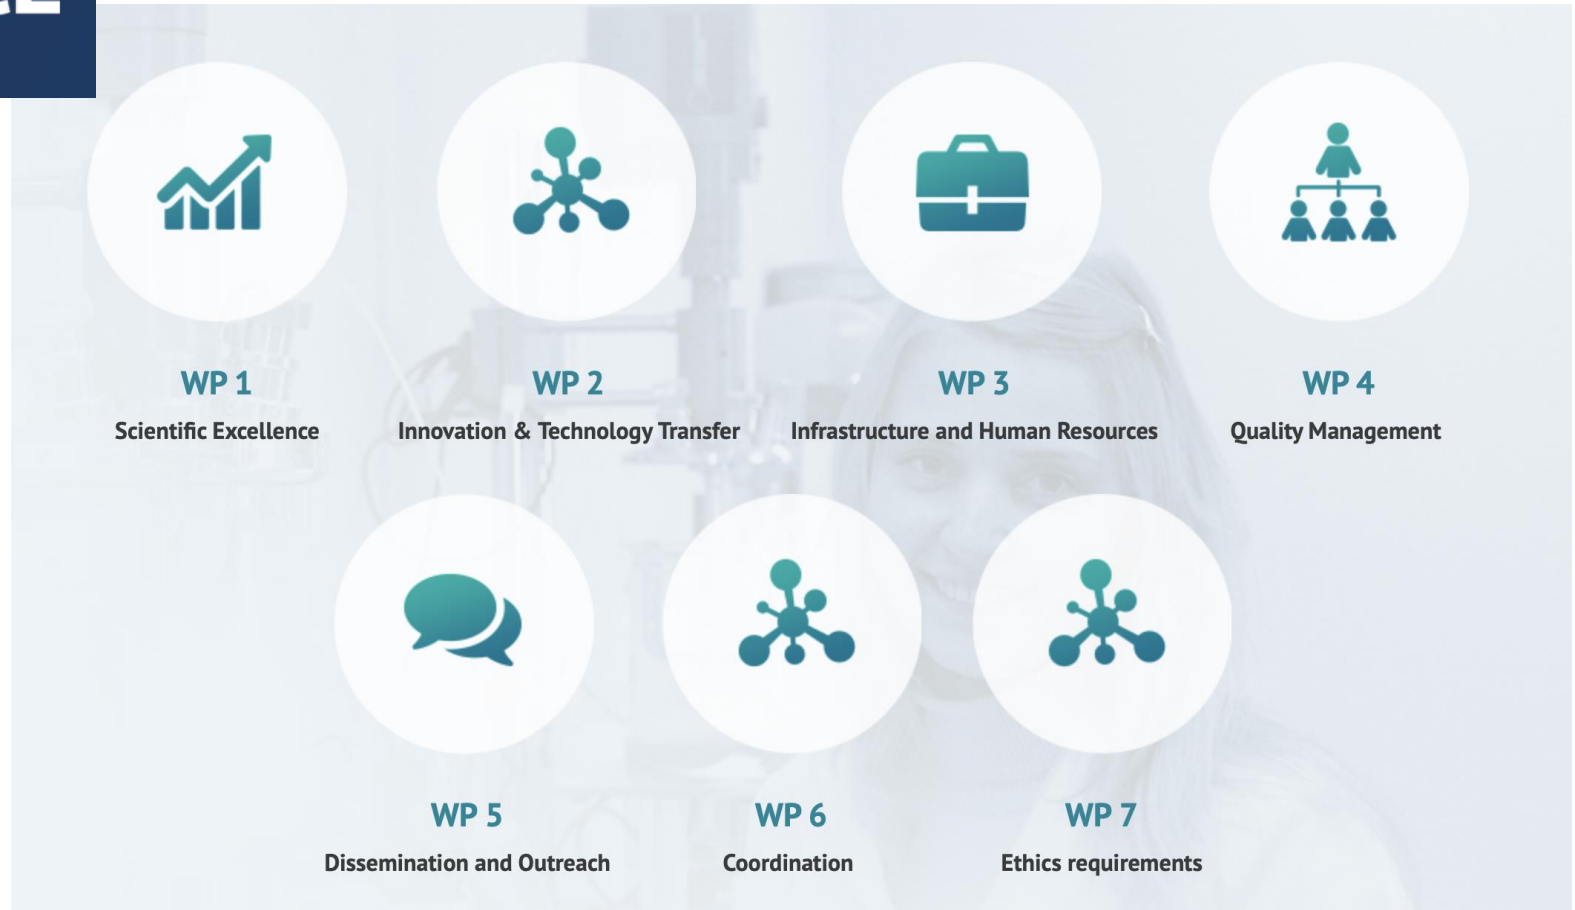 WP 1
Scientific Excellence
WP 2
Innovation & Technology Transfer
WP 3
Infrastructure and Human Resources
WP 4
Quality Management
WP 5
Dissemination and Outreach
WP 6
Coordination
WP 7
Ethics requirements